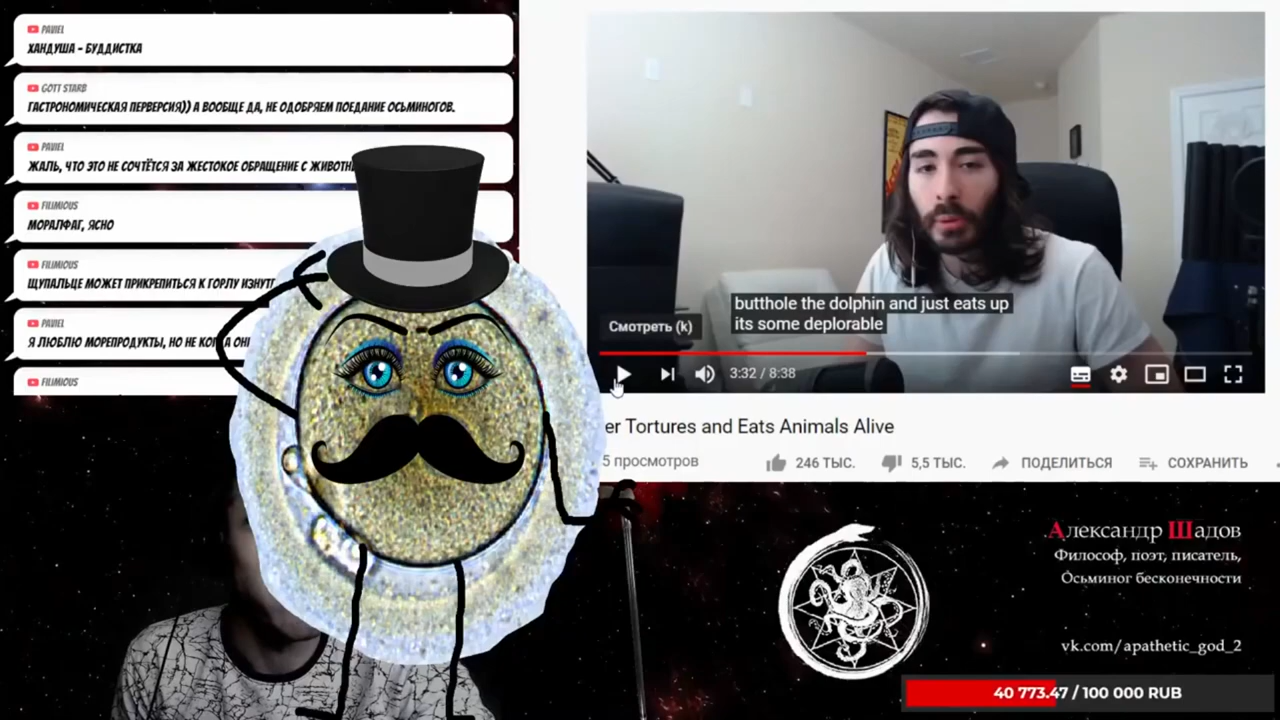 PAVIEL
ХАНДУША - БУДДИСТКА
GOTT STARB
ГАСТРОНОМИЧЕСКАЯ ПЕРВЕРСИЯ)) А ВООБЩЕ ДА, НЕ ОДОБРЯЕМ ПОЕДАНИЕ ОСЬМИНОГОВ.
PAVIEL
ЖАЛЬ, ЧТО ЭТО НЕ СОЧТЁТСЯ ЗА ЖЕСТОКОЕ ОБРАЩЕНИЕ С
FILIMIOUS
МОРАЛФАГ, ЯСНО
FILIMIOUS
ЩУПАЛЬЦЕ МОЖЕТ ПРИКРЕПИТЬСЯ К ГОРЛУ
PAVIEL
Я ЛЮБЛЮ МОРЕПРОДУКТЫ, НО НЕ
FILIMIOUS
butthole the dolphin and just eats up
its some deplorable
Смотреть (k)
3:32 / 8:38
er Tortures and Eats Animals Alive
5 просмотров
246 ТЫС.
5,5 ТЫС.
ПОДЕЛИТЬСЯ
СОХРАНИТЬ
Александр Шадов
Философ, поэт, писатель,
Осьминог бесконечности
vk.com/apathetic_god_2
40 773.47 / 100 000 RUB